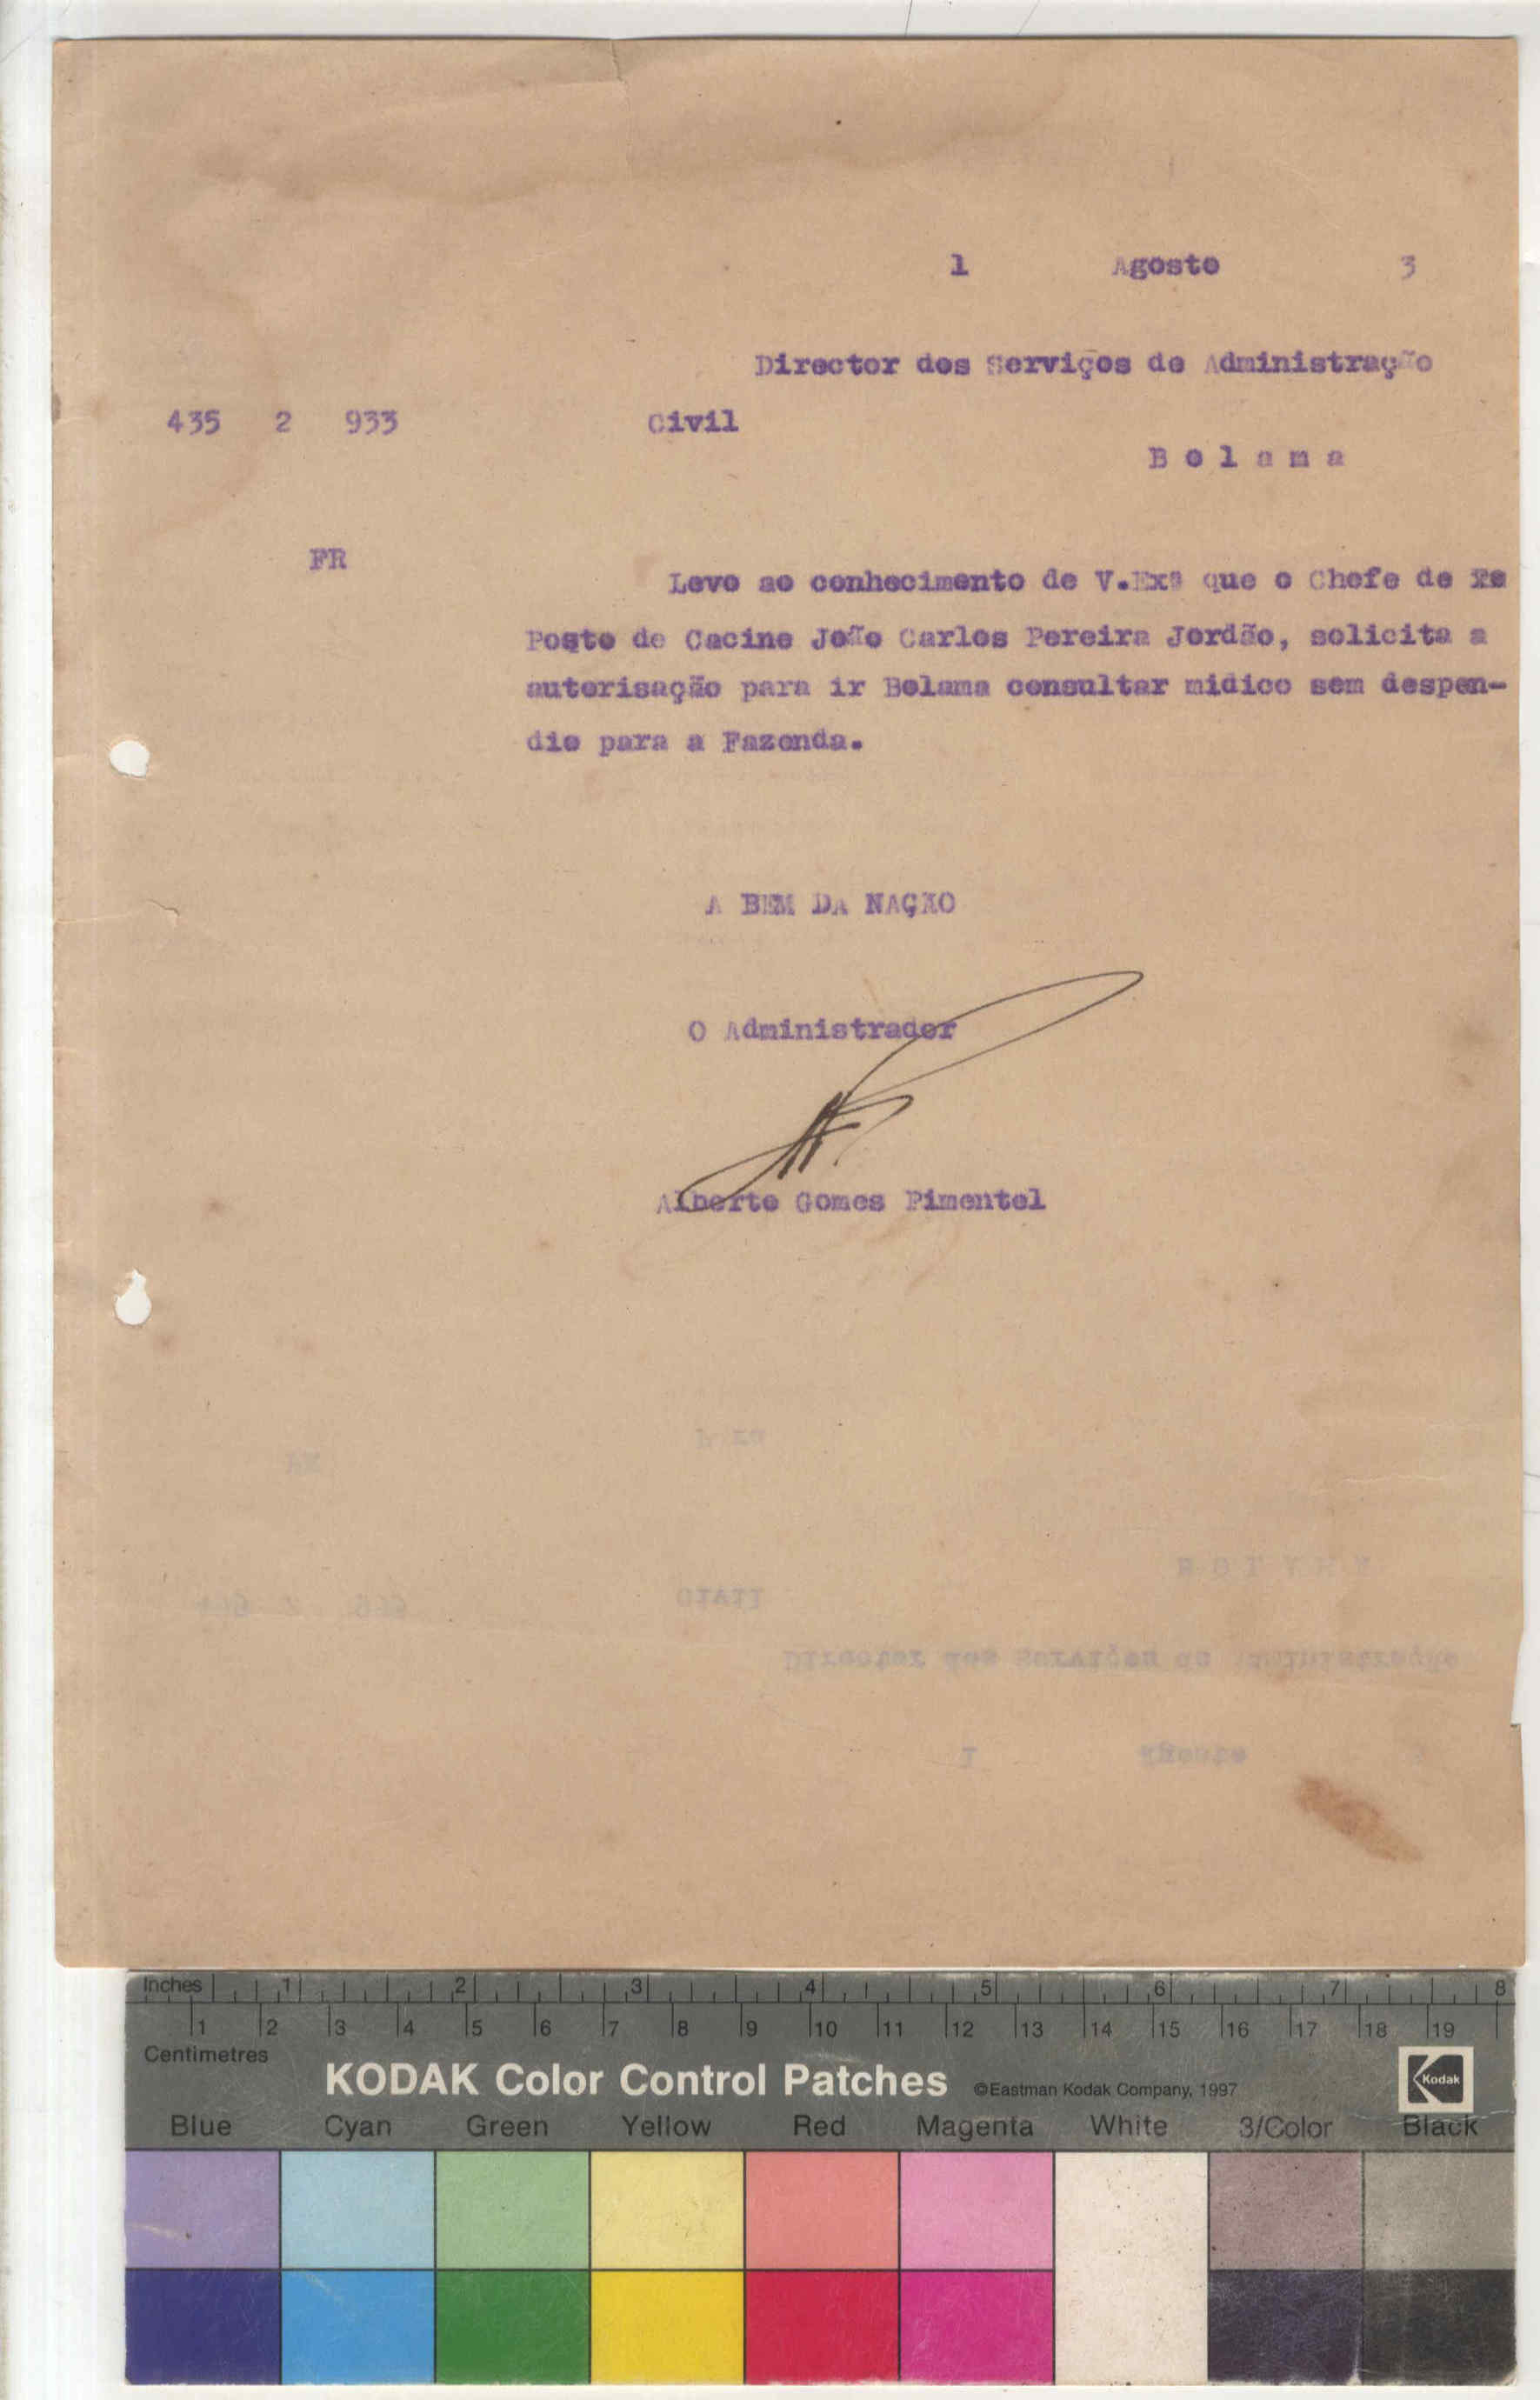 1 Agosto 3
Director dos Serviços de Administração
435 2 933 Civil
B o l a m a
FR
Levo ao conhecimento de V.Exª que o Chefe de
Posto de Cacine João Carlos Pereira Jordão, solicita a
autorisação para ir Bolama consultar midico sem despen-
dio para a Fazenda.
A BEM DA NAÇÃO
O Administrador
Alberto Gomes Pimentel
Inches 1 2 3 4 5 6 7 8
1 2 3 4 5 6 7 8 9 10 11 12 13 14 15 16 17 18 19
Centimetres
KODAK Color Control Patches ©Eastman Kodak Company, 1997 Kodak
Blue Cyan Green Yellow Red Magenta White 3/Color Black